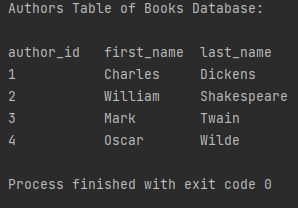 Authors Table of Books Database:
author_id first_name last_name
1 Charles Dickens
2 William Shakespeare
3 Mark Twain
4 Oscar Wilde
Process finished with exit code 0